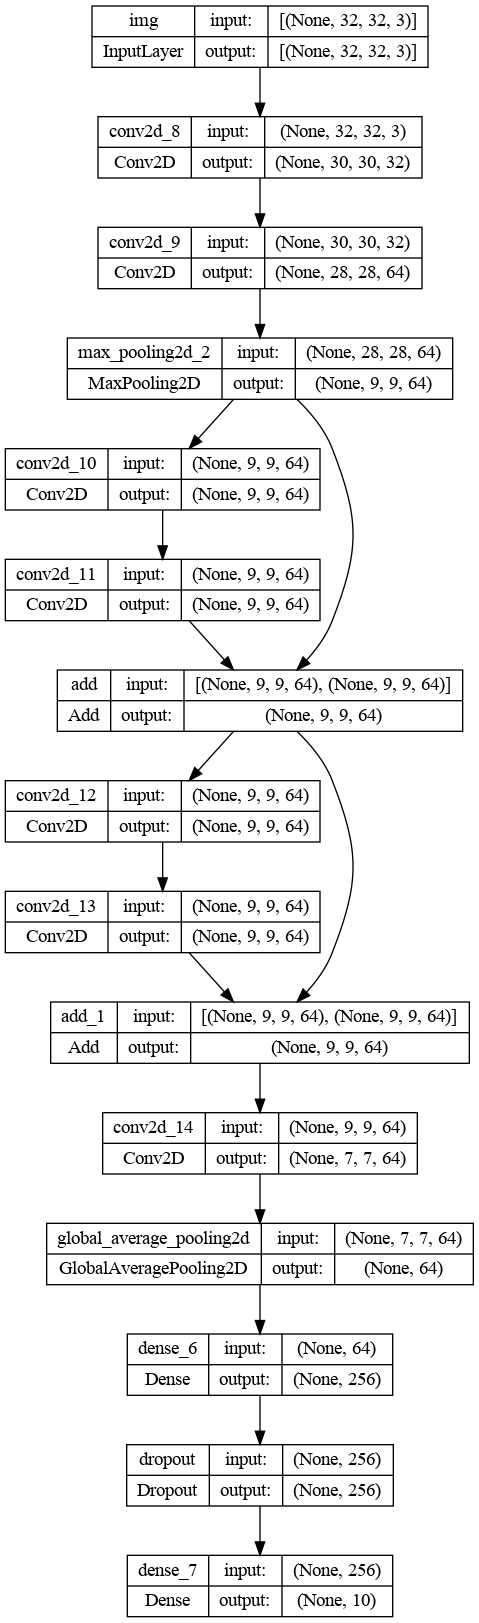 img input: [(None, 32, 32, 3)]
InputLayer output: [(None, 32, 32, 3)]
conv2d_8 input: (None, 32, 32, 3)
Conv2D output: (None, 30, 30, 32)
conv2d_9 input: (None, 30, 30, 32)
Conv2D output: (None, 28, 28, 64)
max_pooling2d_2 input: (None, 28, 28, 64)
MaxPooling2D output: (None, 9, 9, 64)
conv2d_10 input: (None, 9, 9, 64)
Conv2D output: (None, 9, 9, 64)
conv2d_11 input: (None, 9, 9, 64)
Conv2D output: (None, 9, 9, 64)
add input: [(None, 9, 9, 64), (None, 9, 9, 64)]
Add output: (None, 9, 9, 64)
conv2d_12 input: (None, 9, 9, 64)
Conv2D output: (None, 9, 9, 64)
conv2d_13 input: (None, 9, 9, 64)
Conv2D output: (None, 9, 9, 64)
add_1 input: [(None, 9, 9, 64), (None, 9, 9, 64)]
Add output: (None, 9, 9, 64)
conv2d_14 input: (None, 9, 9, 64)
Conv2D output: (None, 7, 7, 64)
global_average_pooling2d input: (None, 7, 7, 64)
GlobalAveragePooling2D output: (None, 64)
dense_6 input: (None, 64)
Dense output: (None, 256)
dropout input: (None, 256)
Dropout output: (None, 256)
dense_7 input: (None, 256)
Dense output: (None, 10)